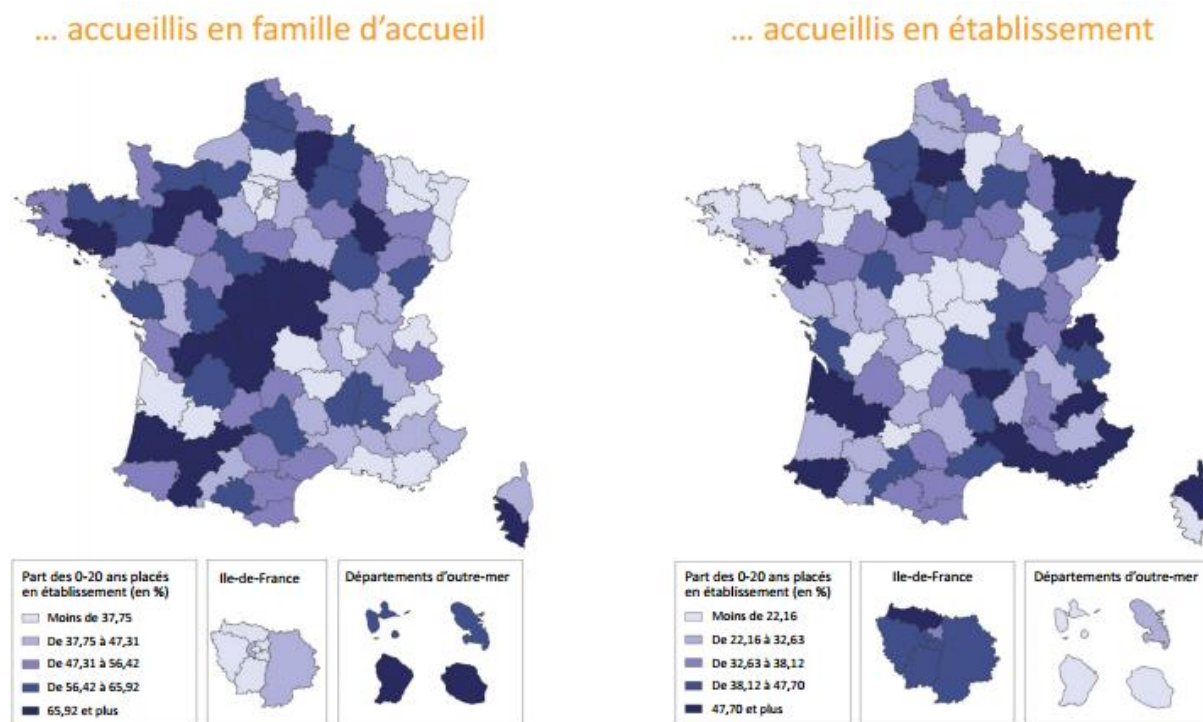 ... accueillis en famille d'accueil
... accueillis en établissement
Part des 0-20 ans placés
en établissement (en %)
Moins de 37,75
De 37,75 à 47,31
De 47,31 à 56,42
De 56,42 à 65,92
65,92 et plus
Ile-de-France
Départements d'outre-mer
Part des 0-20 ans placés
en établissement (en %)
Moins de 22,16
De 22,16 à 32,63
De 32,63 à 38,12
De 38,12 à 47,70
47,70 et plus
Ile-de-France
Départements d'outre-mer